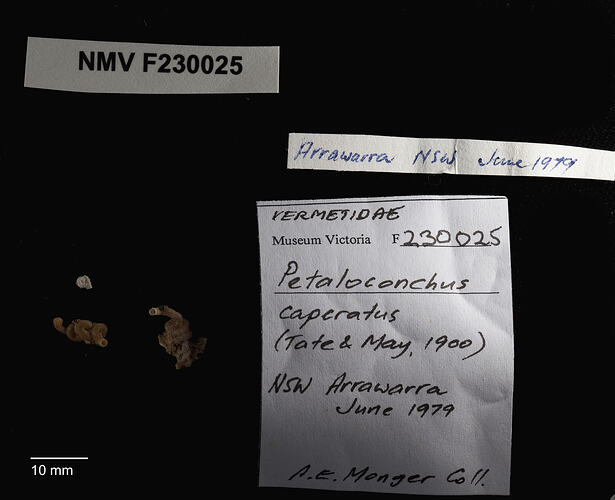 NMV F230025
Arrawarra NSW June 1979
VERMETIDAE
Museum Victoria F 230025
Petaloconchus
caperatus
(Tate & May, 1900)
NSW Arrawarra
June 1979
A.E. Monger Coll.
10 mm